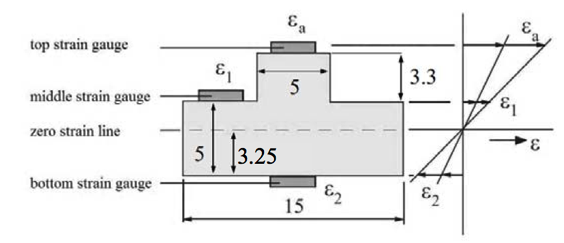 εa
top strain gauge
εa
ε1
3.3
5
middle strain gauge
ε1
zero strain line
5
3.25
ε
bottom strain gauge
ε2
ε2
15